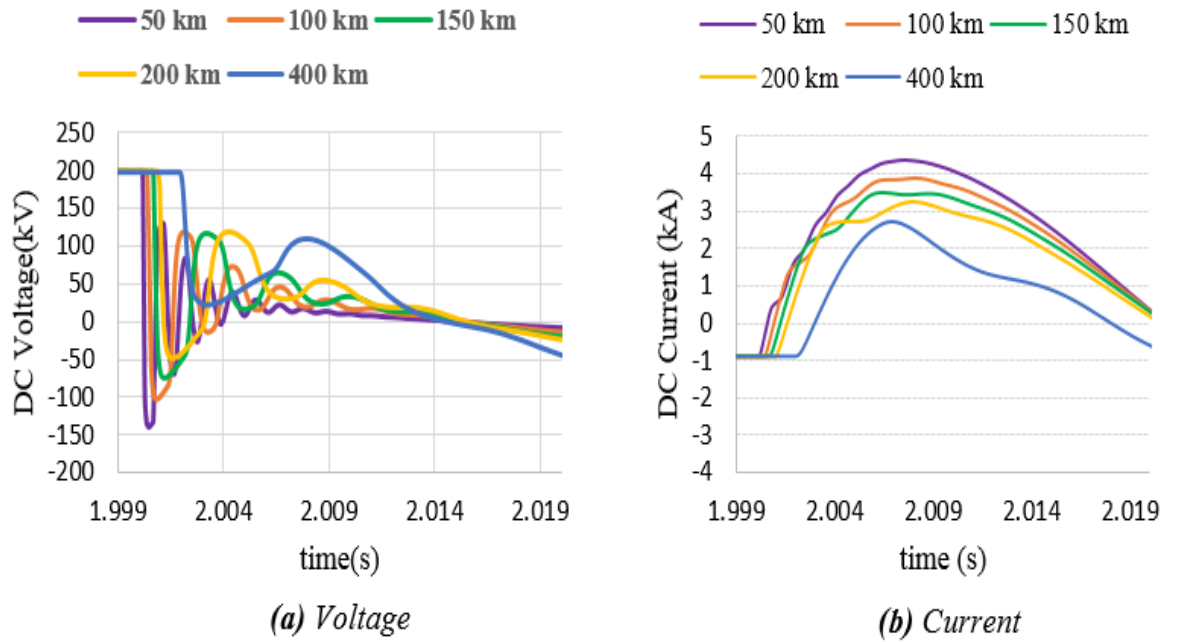 50 km 100 km 150 km
200 km 400 km
DC Voltage(kV)
250
200
150
100
50
0
-50
-100
-150
-200
1.999 2.004 2.009 2.014 2.019
time(s)
(a) Voltage
50 km 100 km 150 km
200 km 400 km
DC Current (kA)
5
4
3
2
1
0
-1
-2
-3
-4
1.999 2.004 2.009 2.014 2.019
time (s)
(b) Current